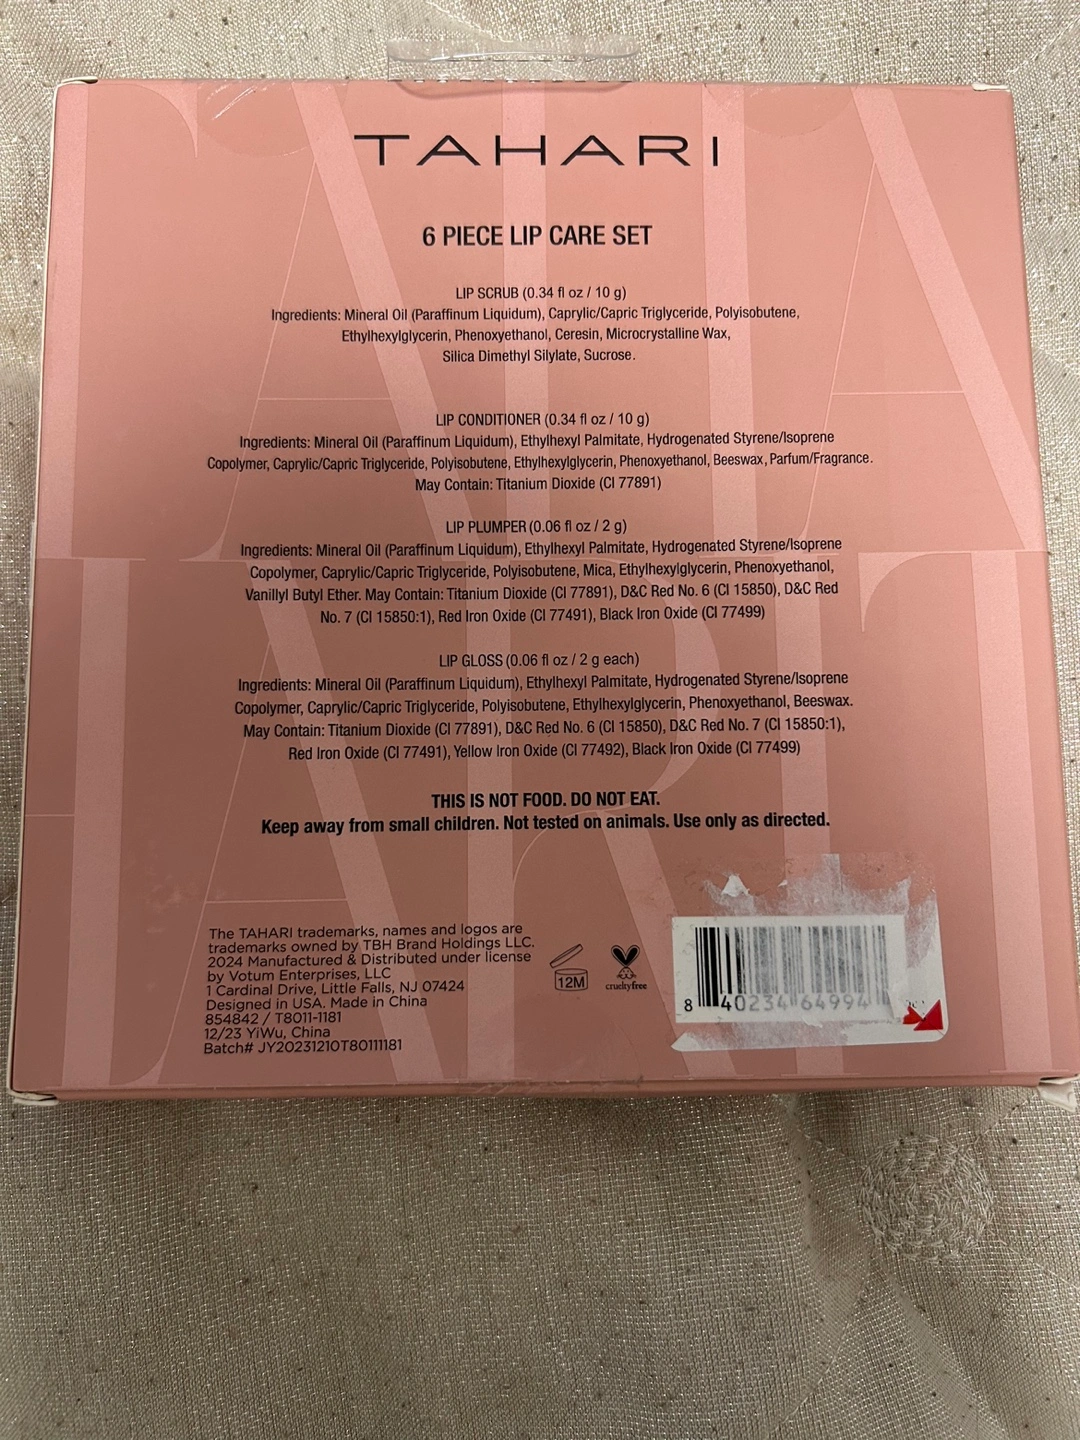 TAHARI
6 PIECE LIP CARE SET
LIP SCRUB (0.34 fl oz / 10 g)
Ingredients: Mineral Oil (Paraffinum Liquidum), Caprylic/Capric Triglyceride, Polyisobutene,
Ethylhexylglycerin, Phenoxyethanol, Ceresin, Microcrystalline Wax,
Silica Dimethyl Silylate, Sucrose.
LIP CONDITIONER (0.34 fl oz / 10 g)
Ingredients: Mineral Oil (Paraffinum Liquidum), Ethylhexyl Palmitate, Hydrogenated Styrene/Isoprene
Copolymer, Caprylic/Capric Triglyceride, Polyisobutene, Ethylhexylglycerin, Phenoxyethanol, Beeswax, Parfum/Fragrance.
May Contain: Titanium Dioxide (CI 77891)
LIP PLUMPER (0.06 fl oz / 2 g)
Ingredients: Mineral Oil (Paraffinum Liquidum), Ethylhexyl Palmitate, Hydrogenated Styrene/Isoprene
Copolymer, Caprylic/Capric Triglyceride, Polyisobutene, Mica, Ethylhexylglycerin, Phenoxyethanol,
Vanillyl Butyl Ether. May Contain: Titanium Dioxide (CI 77891), D&C Red No. 6 (CI 15850), D&C Red
No. 7 (CI 15850:1), Red Iron Oxide (CI 77491), Black Iron Oxide (CI 77499)
LIP GLOSS (0.06 fl oz / 2 g each)
Ingredients: Mineral Oil (Paraffinum Liquidum), Ethylhexyl Palmitate, Hydrogenated Styrene/Isoprene
Copolymer, Caprylic/Capric Triglyceride, Polyisobutene, Ethylhexylglycerin, Phenoxyethanol, Beeswax.
May Contain: Titanium Dioxide (CI 77891), D&C Red No. 6 (CI 15850), D&C Red No. 7 (CI 15850:1),
Red Iron Oxide (CI 77491), Yellow Iron Oxide (CI 77492), Black Iron Oxide (CI 77499)
THIS IS NOT FOOD. DO NOT EAT.
Keep away from small children. Not tested on animals. Use only as directed.
The TAHARI trademarks, names and logos are
trademarks owned by TBH Brand Holdings LLC.
2024 Manufactured & Distributed under license
by Votum Enterprises, LLC
1 Cardinal Drive, Little Falls, NJ 07424
Designed in USA. Made in China
854842 / T8011-1181
12/23 YiWu, China
Batch# JY20231210T80111181
12M
crueltyfree
8 40234 64994